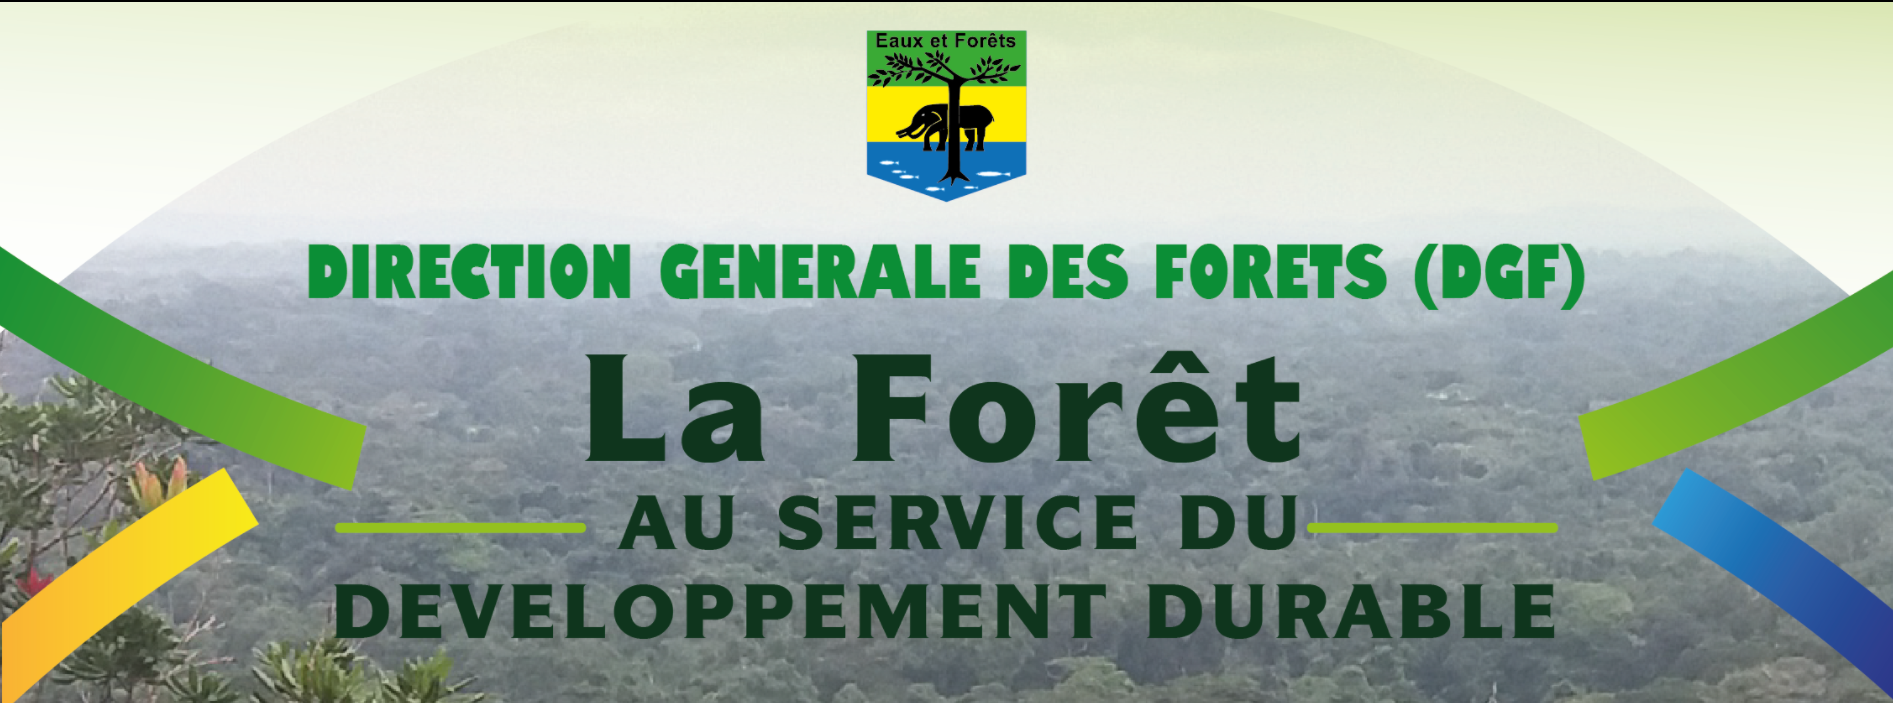 Eaux et Forêts
DIRECTION GENERALE DES FORETS (DGF)
La Forêt
AU SERVICE DU
DEVELOPPEMENT DURABLE